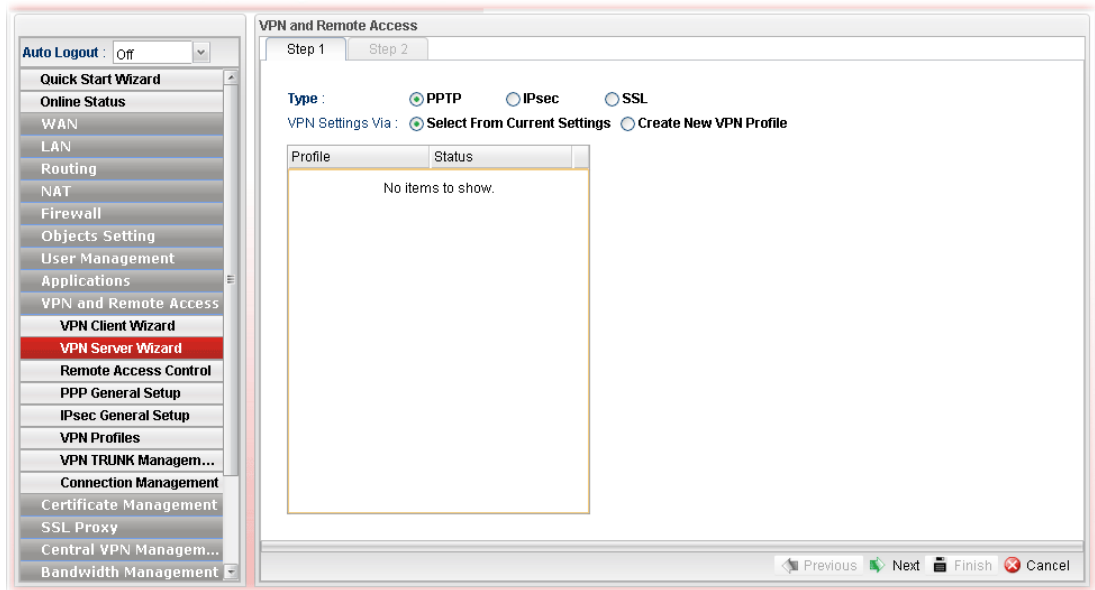 VPN and Remote Access
Auto Logout : Off
Quick Start Wizard
Online Status
WAN
LAN
Routing
NAT
Firewall
Objects Setting
User Management
Applications
VPN and Remote Access
VPN Client Wizard
VPN Server Wizard
Remote Access Control
PPP General Setup
IPsec General Setup
VPN Profiles
VPN TRUNK Managem...
Connection Management
Certificate Management
SSL Proxy
Central VPN Managem...
Bandwidth Management
Step 1 Step 2
Type : PPTP IPsec SSL
VPN Settings Via : Select From Current Settings Create New VPN Profile
Profile Status
No items to show.
Previous Next Finish Cancel